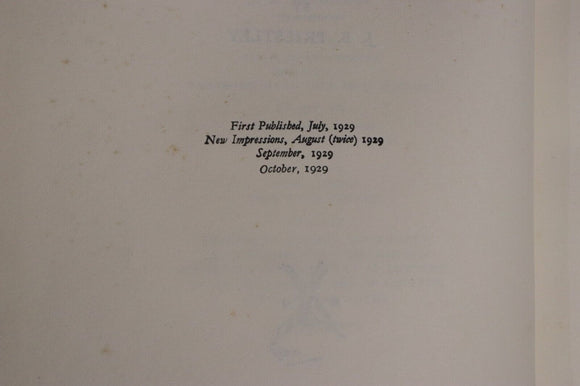 First Published, July, 1929
New Impressions, August (twice) 1929
September, 1929
October, 1929